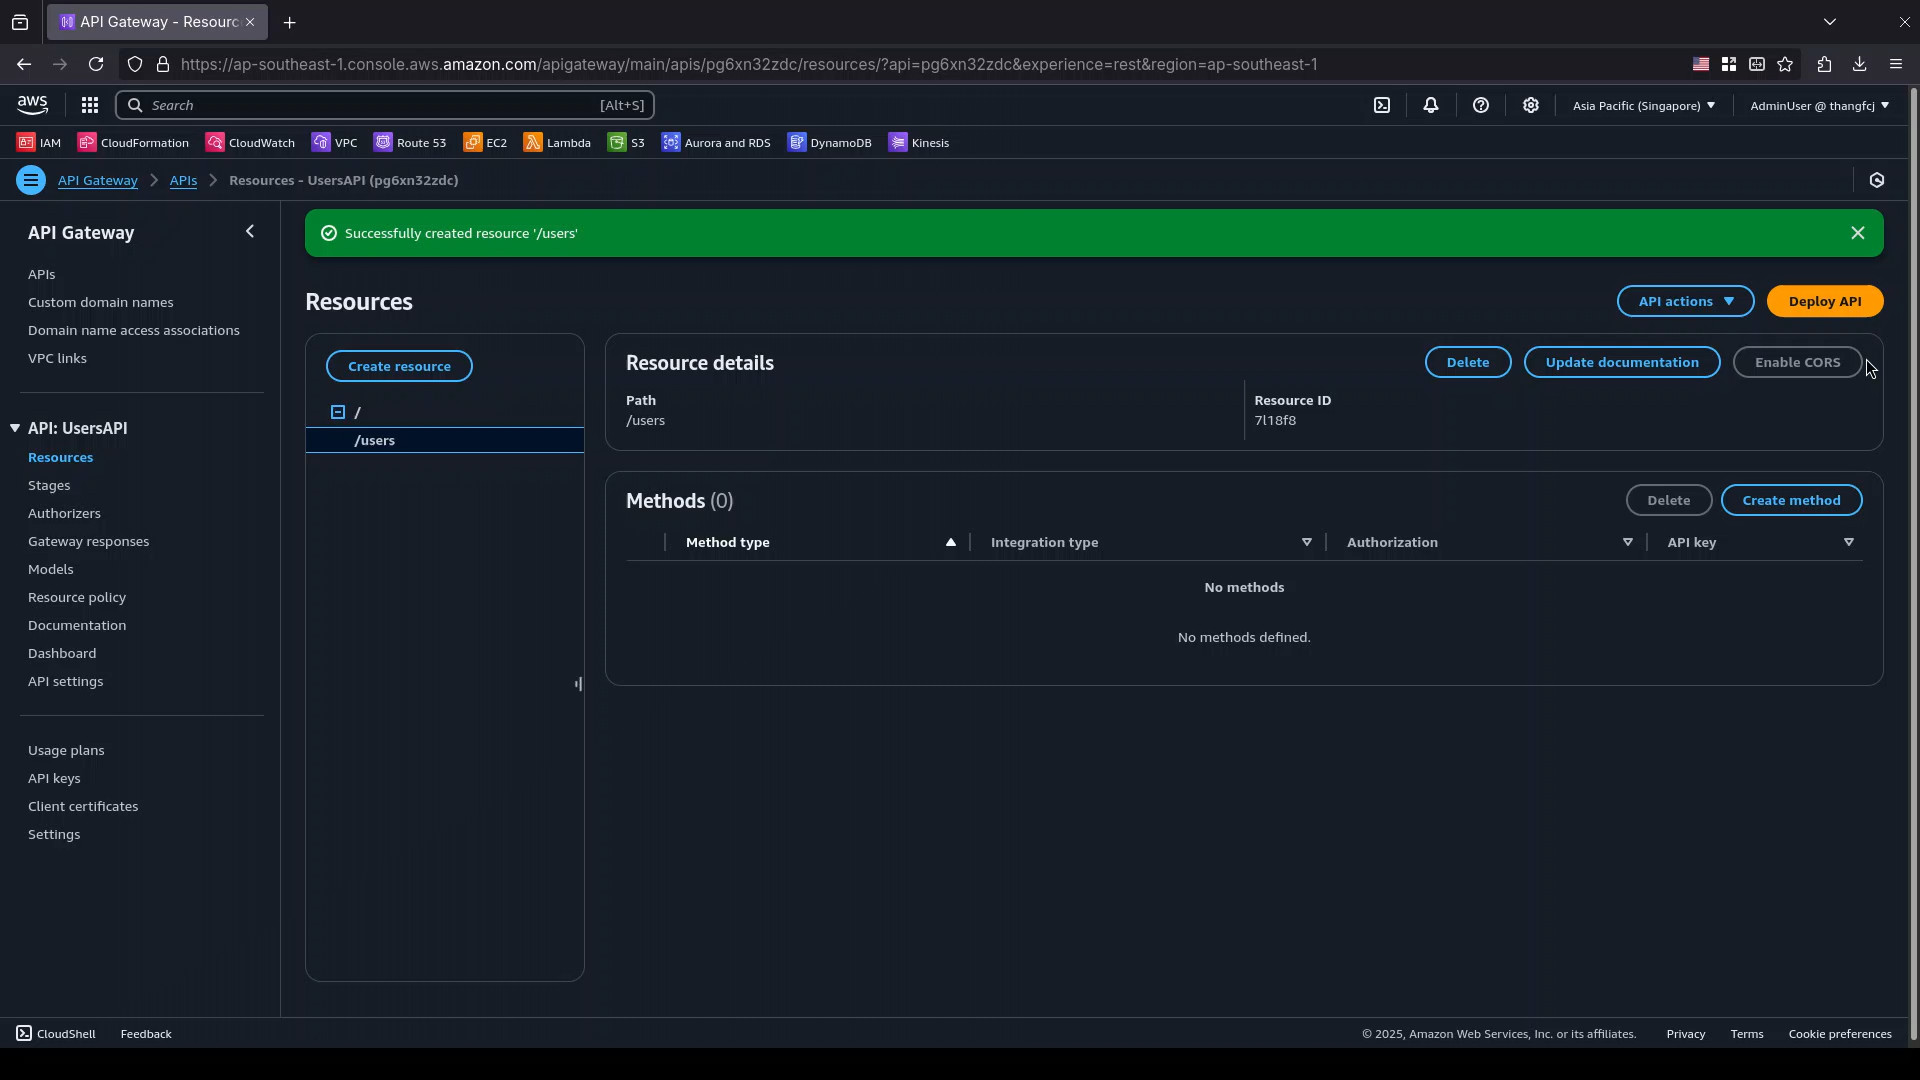 API Gateway - Resourc
https://ap-southeast-1.console.aws.amazon.com/apigateway/main/apis/pg6xn32zdc/resources/?api=pg6xn32zdc&experience=rest&region=ap-southeast-1
aws
Search [Alt+S]
Asia Pacific (Singapore)
AdminUser @ thangfcj
IAM CloudFormation CloudWatch VPC Route 53 EC2 Lambda S3 Aurora and RDS DynamoDB Kinesis
API Gateway APIs Resources - UsersAPI (pg6xn32zdc)
API Gateway
APIs
Custom domain names
Domain name access associations
VPC links
API: UsersAPI
Resources
Stages
Authorizers
Gateway responses
Models
Resource policy
Documentation
Dashboard
API settings
Usage plans
API keys
Client certificates
Settings
Successfully created resource '/users'
Resources
API actions
Deploy API
Create resource
/
/users
Resource details
Delete
Update documentation
Enable CORS
Path
/users
Resource ID
7l18f8
Methods (0)
Delete
Create method
Method type Integration type Authorization API key
No methods
No methods defined.
CloudShell Feedback
© 2025, Amazon Web Services, Inc. or its affiliates. Privacy Terms Cookie preferences